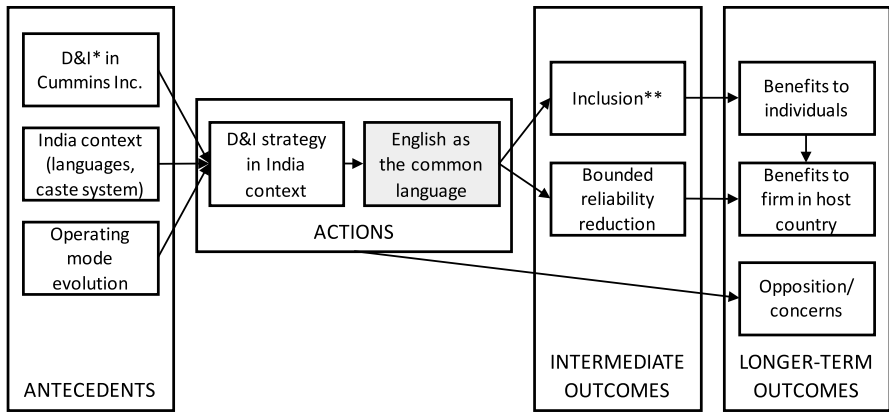 D&I* in
Cummins Inc.
India context
(languages,
caste system)
Operating
mode
evolution
ANTECEDENTS
D&I strategy
in India
context
English as
the common
language
ACTIONS
Inclusion**
Bounded
reliability
reduction
INTERMEDIATE
OUTCOMES
Benefits to
individuals
Benefits to
firm in host
country
Opposition/
concerns
LONGER-TERM
OUTCOMES